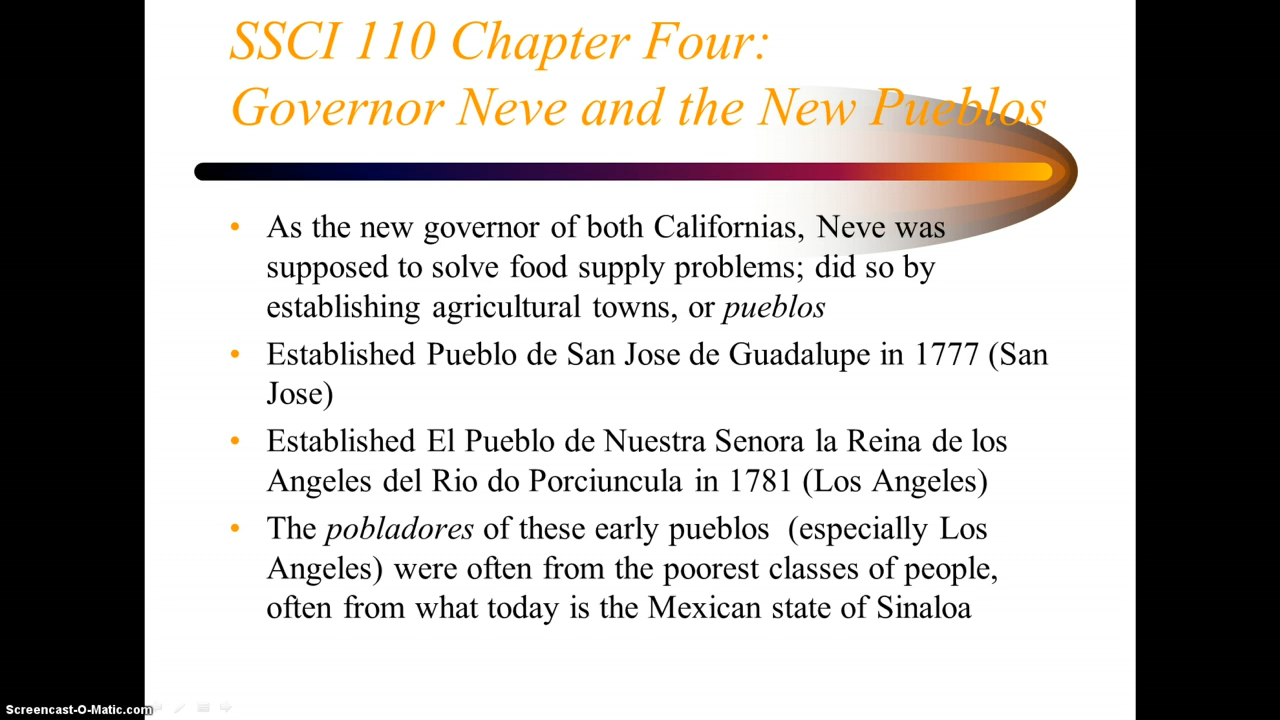 SSCI 110 Chapter Four:
Governor Neve and the New Pueblos
• As the new governor of both Californias, Neve was
supposed to solve food supply problems; did so by
establishing agricultural towns, or pueblos
• Established Pueblo de San Jose de Guadalupe in 1777 (San
Jose)
• Established El Pueblo de Nuestra Senora la Reina de los
Angeles del Rio do Porciuncula in 1781 (Los Angeles)
• The pobladores of these early pueblos (especially Los
Angeles) were often from the poorest classes of people,
often from what today is the Mexican state of Sinaloa
Screencast-O-Matic.com